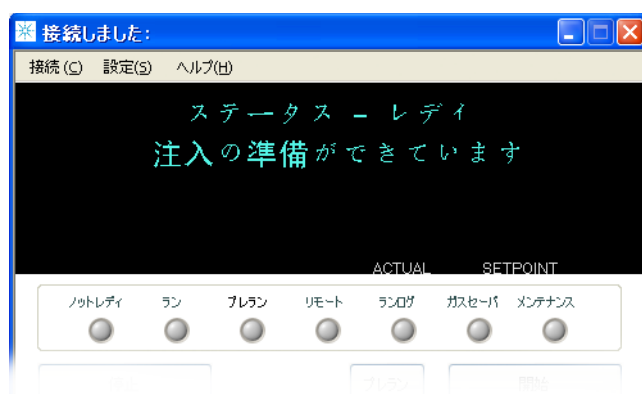 接続しました:
接続(C) 設定(S) ヘルプ(H)
ステータス – レディ
注入の準備ができています
ACTUAL SETPOINT
ノットレディ ラン プレラン リモート ランログ ガスセーバ メンテナンス
プレラン 開始